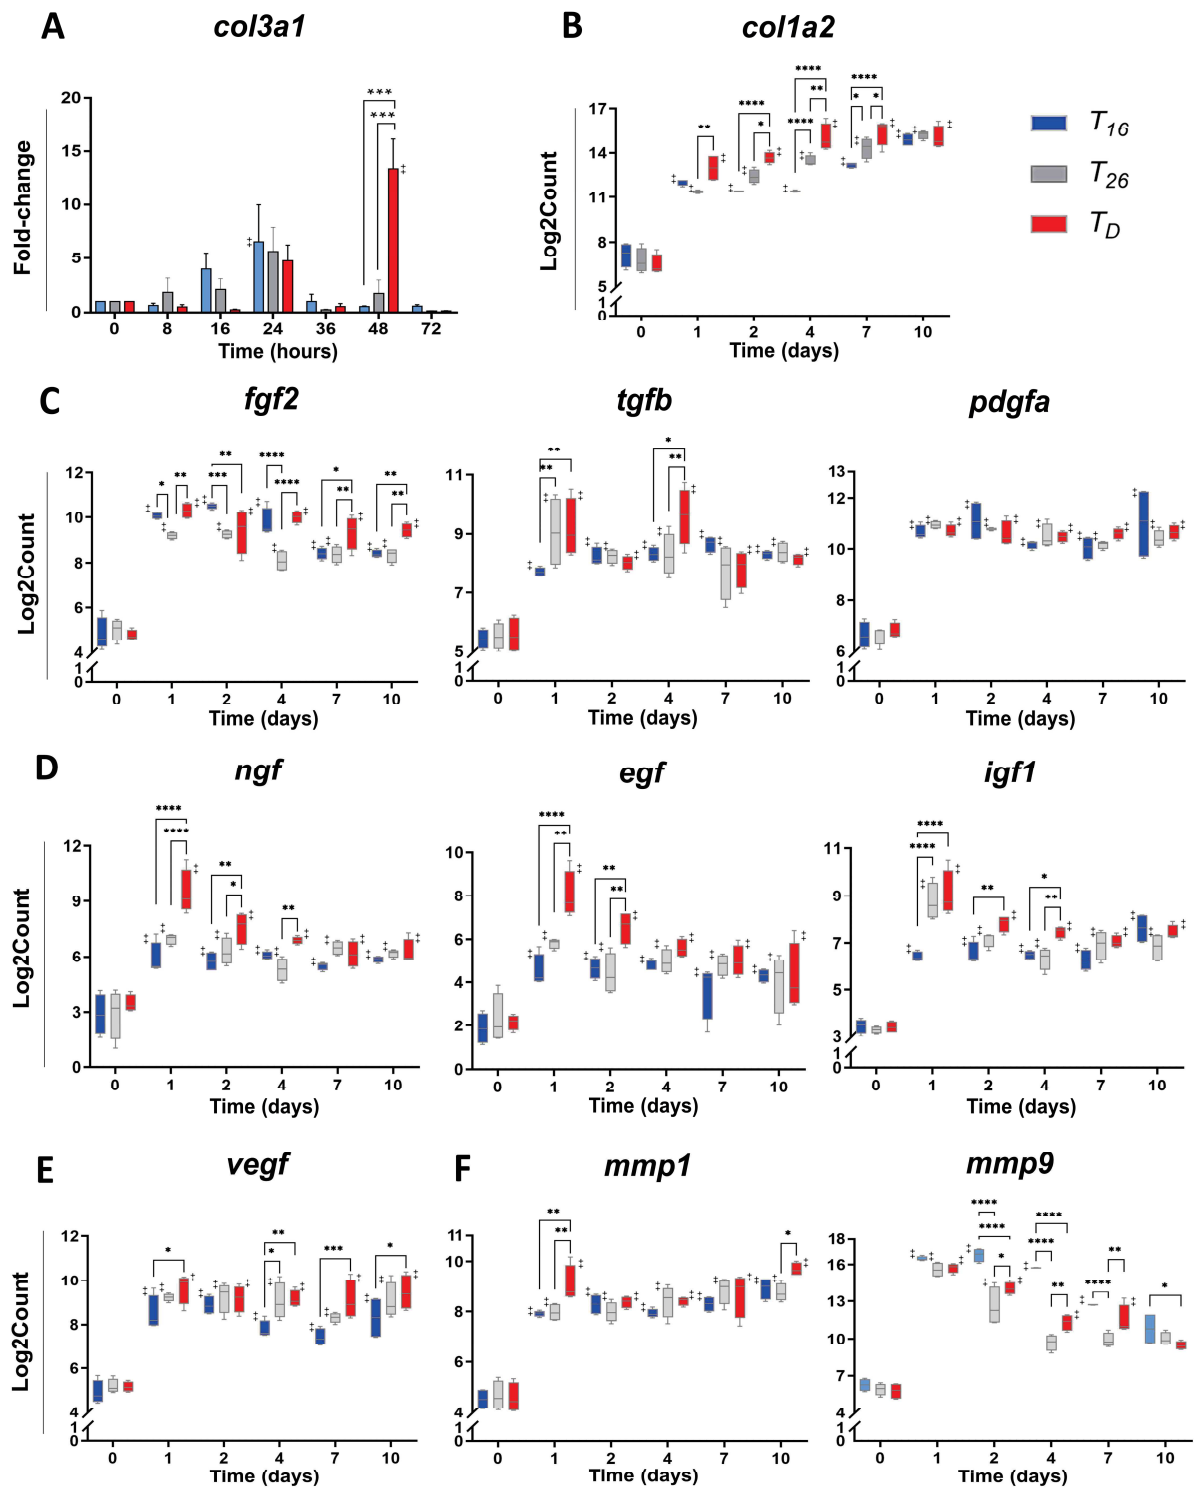 A
col3a1
B
col1a2
T16
T26
TD
Fold-change
20
15
10
5
0
***
***
‡
‡
0 8 16 24 36 48 72
Time (hours)
Log2Count
17
14
11
8
5
1
0
**
****
*
****
**
****
****
*
*
0 1 2 4 7 10
Time (days)
C
fgf2
tgfb
pdgfa
Log2Count
12
10
8
6
4
1
0
*
**
**
***
****
****
*
**
**
**
0 1 2 4 7 10
Time (days)
11
9
7
5
1
0
**
**
*
**
0 1 2 4 7 10
Time (days)
13
12
10
10
6
1
0
0 1 2 4 7 10
Time (days)
D
ngf
egf
igf1
Log2Count
12
9
6
3
0
****
****
**
*
**
0 1 2 4 7 10
Time (days)
10
8
6
4
2
0
****
**
**
**
0 1 2 4 7 10
Time (days)
11
9
7
5
3
1
0
****
****
**
*
**
0 1 2 4 7 10
Time (days)
E
vegf
F
mmp1
mmp9
Log2Count
12
10
8
6
4
1
0
*
**
*
***
*
0 1 2 4 7 10
Time (days)
11
10
8
6
4
1
0
**
**
*
0 1 2 4 7 10
Time (days)
18
16
13
10
7
4
1
0
****
****
*
****
****
**
****
**
*
0 1 2 4 7 10
Time (days)